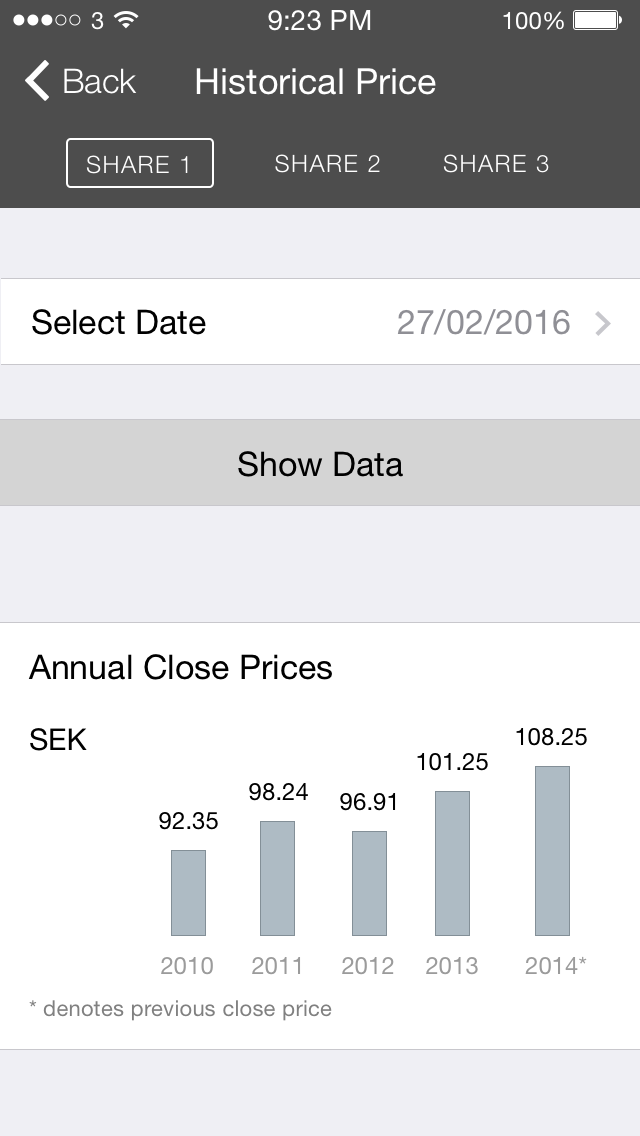 3 9:23 PM 100%
Back Historical Price
SHARE 1 SHARE 2 SHARE 3
Select Date 27/02/2016
Show Data
Annual Close Prices
SEK
92.35 98.24 96.91 101.25 108.25
2010 2011 2012 2013 2014*
* denotes previous close price